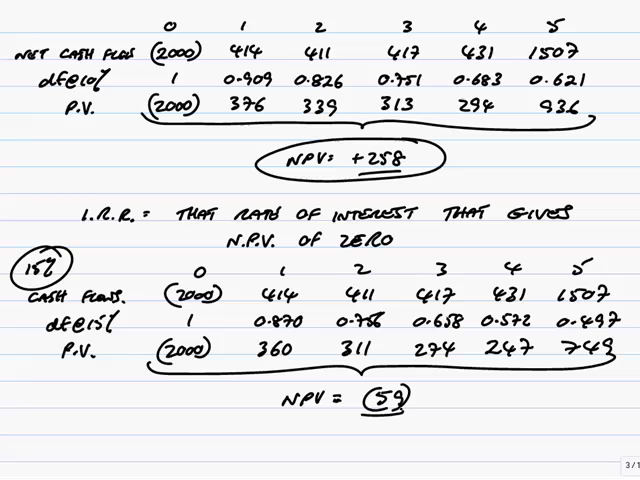 0 1 2 3 4 5
NET CASH FLOWS (2000) 414 411 417 431 1507
df@10% 1 0.909 0.826 0.751 0.683 0.621
P.V. (2000) 376 339 313 294 936
NPV = +258
I.R.R. = THAT RATE OF INTEREST THAT GIVES
N.P.V. OF ZERO
15%
0 1 2 3 4 5
CASH FLOWS. (2000) 414 411 417 431 1507
df@15% 1 0.870 0.756 0.658 0.572 0.497
P.V. (2000) 360 311 274 247 749
NPV = (59)
3/1